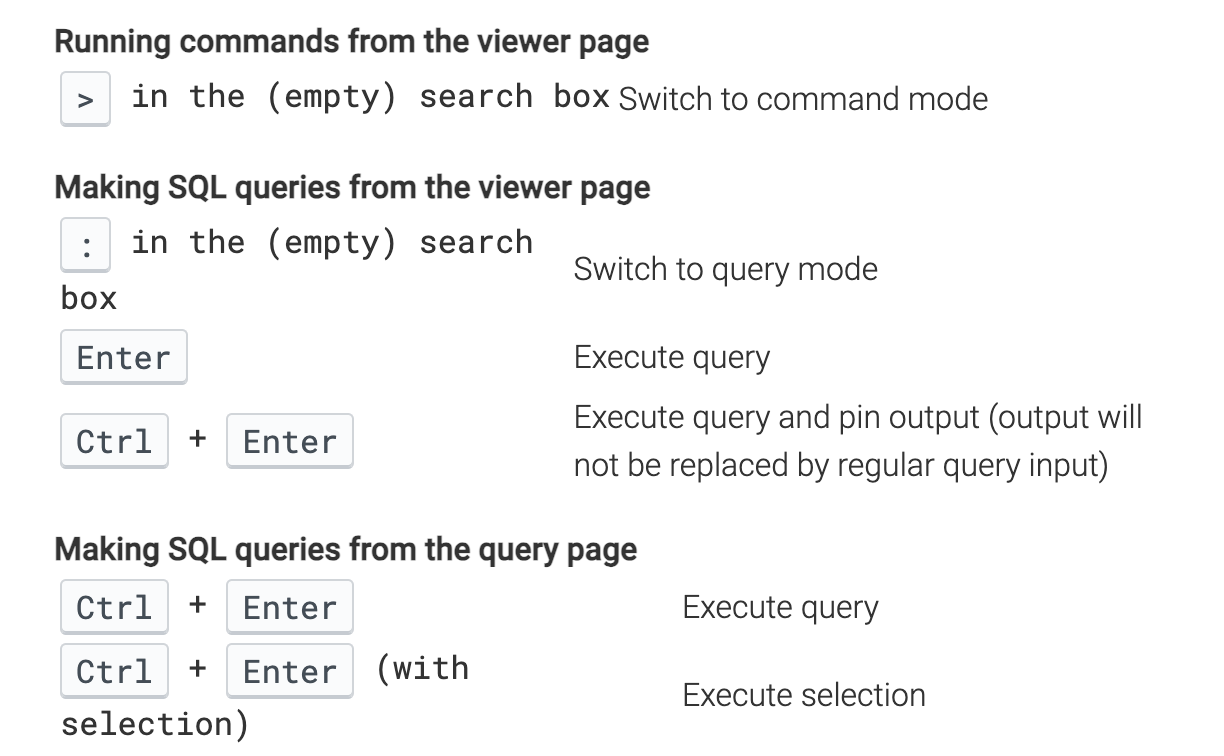 Running commands from the viewer page
> in the (empty) search box Switch to command mode
Making SQL queries from the viewer page
: in the (empty) search
box
Switch to query mode
Enter Execute query
Ctrl + Enter
Execute query and pin output (output will
not be replaced by regular query input)
Making SQL queries from the query page
Ctrl + Enter Execute query
Ctrl + Enter (with
selection)
Execute selection